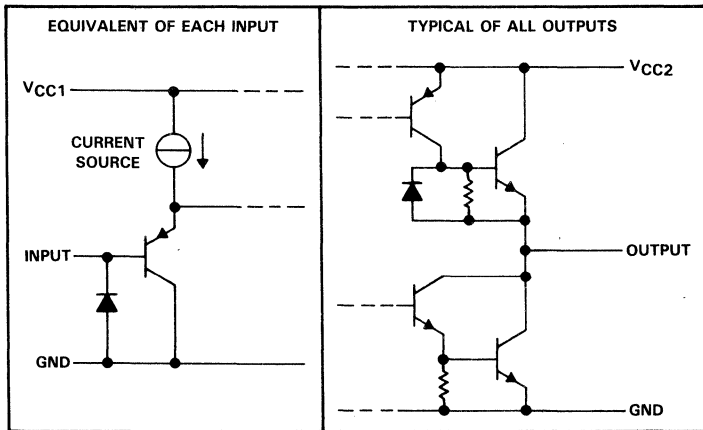 EQUIVALENT OF EACH INPUT
VCC1
CURRENT
SOURCE
INPUT
GND
TYPICAL OF ALL OUTPUTS
VCC2
OUTPUT
GND